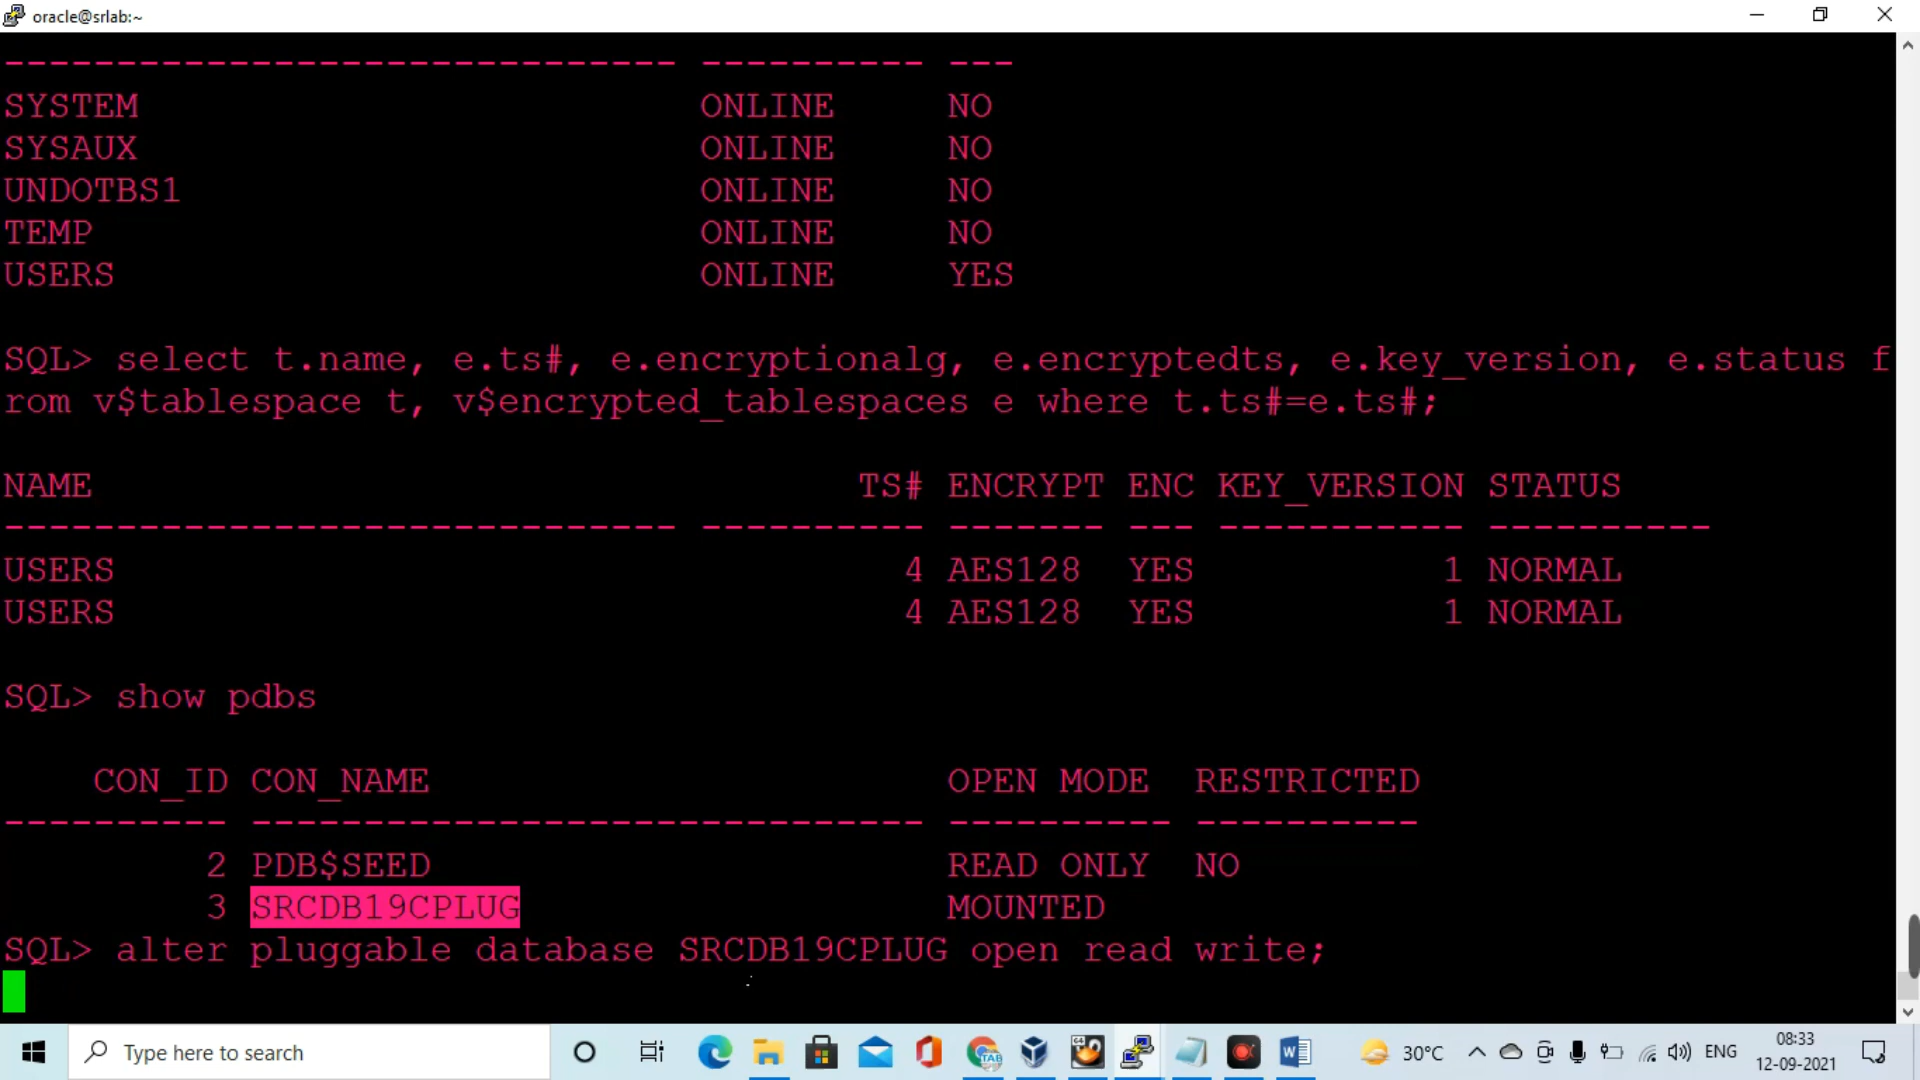 oracle@srlab:~
------------------------------- ---------- ---
SYSTEM ONLINE NO
SYSAUX ONLINE NO
UNDOTBS1 ONLINE NO
TEMP ONLINE NO
USERS ONLINE YES
SQL> select t.name, e.ts#, e.encryptionalg, e.encryptedts, e.key_version, e.status f
rom v$tablespace t, v$encrypted_tablespaces e where t.ts#=e.ts#;
NAME TS# ENCRYPT ENC KEY_VERSION STATUS
------------------------------ ---------- ------- --- ----------- ----------
USERS 4 AES128 YES 1 NORMAL
USERS 4 AES128 YES 1 NORMAL
SQL> show pdbs
CON_ID CON_NAME OPEN MODE RESTRICTED
---------- ------------------------------ ---------- ----------
2 PDB$SEED READ ONLY NO
3 SRCDB19CPLUG MOUNTED
SQL> alter pluggable database SRCDB19CPLUG open read write;
Type here to search
TAB
64
30°C
ENG
08:33
12-09-2021